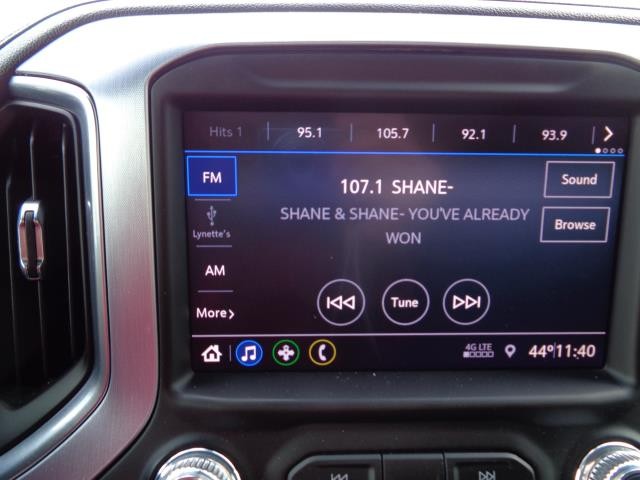 Hits 1 95.1 105.7 92.1 93.9
FM
107.1 SHANE-
Sound
SHANE & SHANE- YOU'VE ALREADY
WON
Browse
Lynette's
AM
Tune
More
4G LTE
44° 11:40